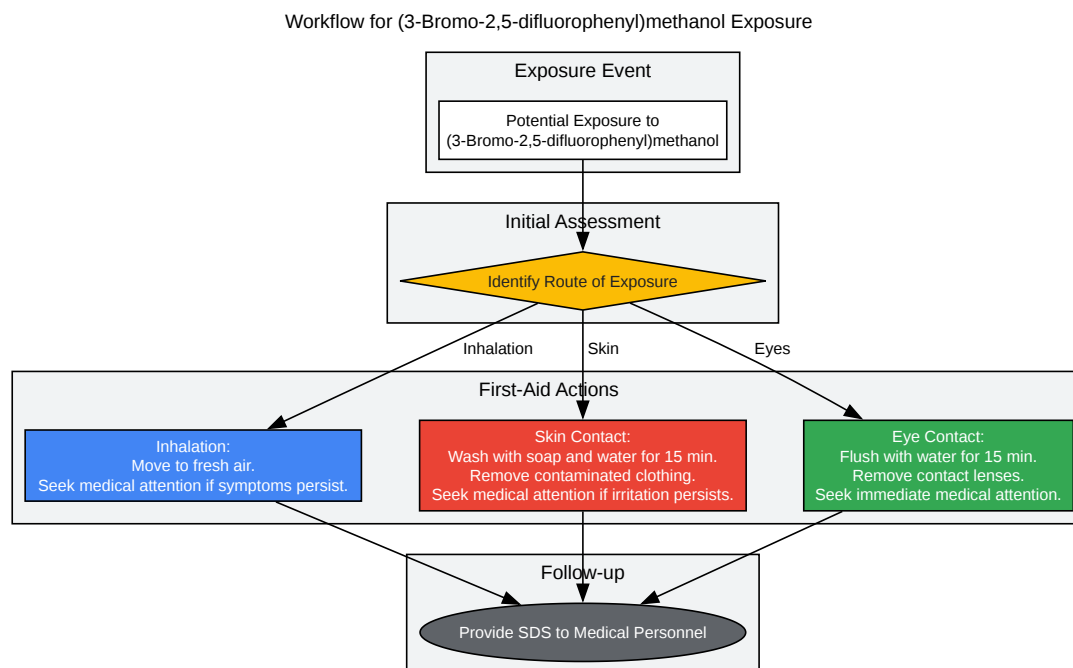 Workflow for (3-Bromo-2,5-difluorophenyl)methanol Exposure
Exposure Event
Potential Exposure to
(3-Bromo-2,5-difluorophenyl)methanol
Initial Assessment
Identify Route of Exposure
Inhalation
Skin
Eyes
First-Aid Actions
Inhalation:
Move to fresh air.
Seek medical attention if symptoms persist.
Skin Contact:
Wash with soap and water for 15 min.
Remove contaminated clothing.
Seek medical attention if irritation persists.
Eye Contact:
Flush with water for 15 min.
Remove contact lenses.
Seek immediate medical attention.
Follow-up
Provide SDS to Medical Personnel